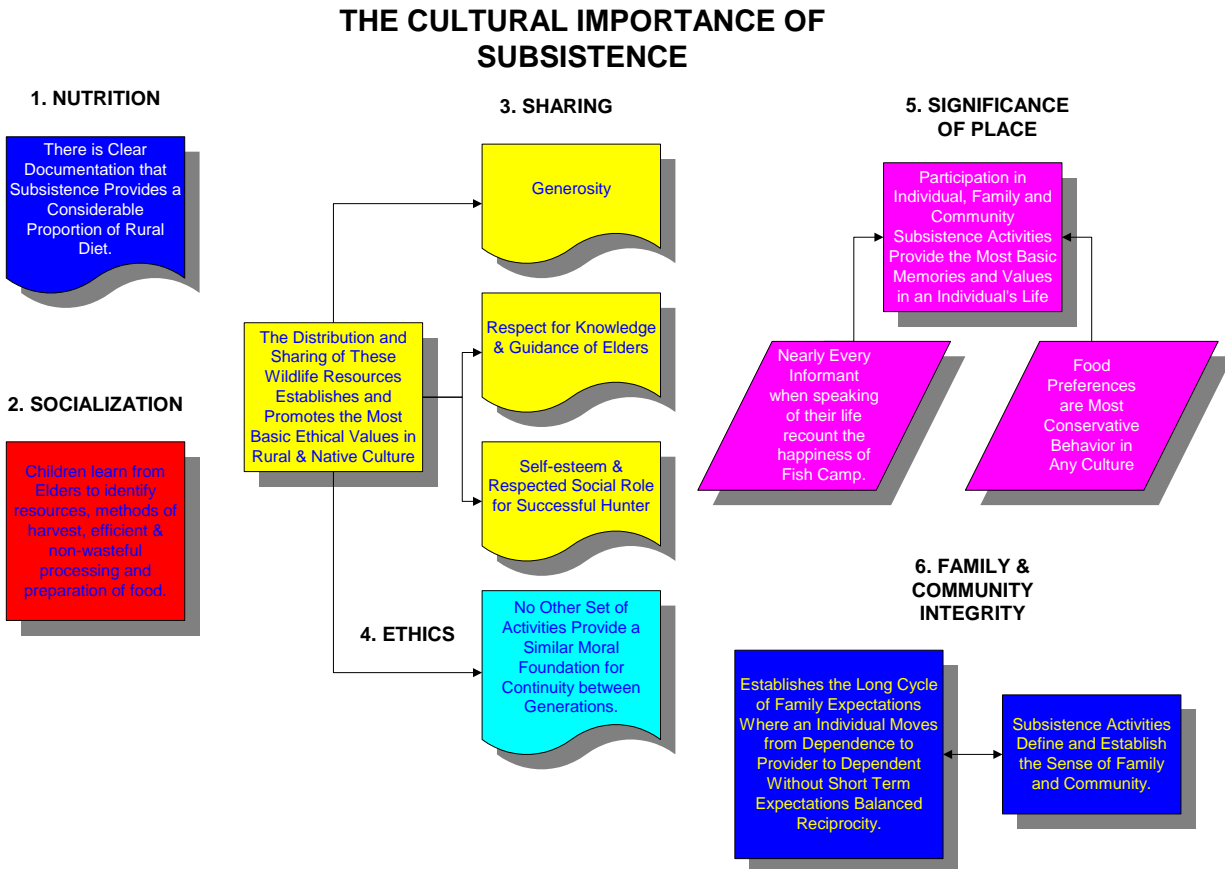 THE CULTURAL IMPORTANCE OF
SUBSISTENCE
1. NUTRITION
There is Clear
Documentation that
Subsistence Provides a
Considerable
Proportion of Rural
Diet.
2. SOCIALIZATION
Children learn from
Elders to identify
resources, methods of
harvest, efficient &
non-wasteful
processing and
preparation of food.
The Distribution and
Sharing of These
Wildlife Resources
Establishes and
Promotes the Most
Basic Ethical Values in
Rural & Native Culture
3. SHARING
Generosity
Respect for Knowledge
& Guidance of Elders
Self-esteem &
Respected Social Role
for Successful Hunter
4. ETHICS
No Other Set of
Activities Provide a
Similar Moral
Foundation for
Continuity between
Generations.
5. SIGNIFICANCE
OF PLACE
Participation in
Individual, Family and
Community
Subsistence Activities
Provide the Most Basic
Memories and Values
in an Individual's Life
Nearly Every
Informant
when speaking
of their life
recount the
happiness of
Fish Camp.
Food
Preferences
are Most
Conservative
Behavior in
Any Culture
6. FAMILY &
COMMUNITY
INTEGRITY
Establishes the Long Cycle
of Family Expectations
Where an Individual Moves
from Dependence to
Provider to Dependent
Without Short Term
Expectations Balanced
Reciprocity.
Subsistence Activities
Define and Establish
the Sense of Family
and Community.